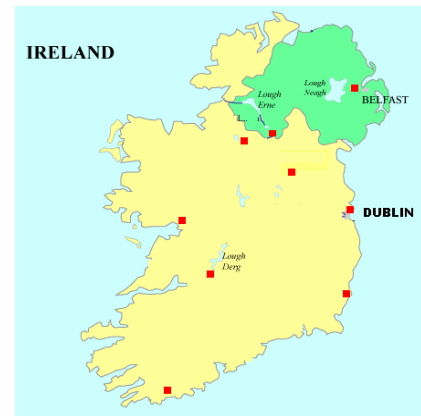 IRELAND
Lough
Neagh
Lough
Erne
BELFAST
L...
DUBLIN
Lough
Derg